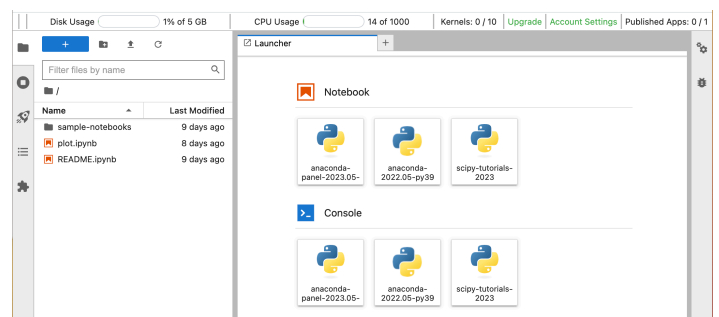 Disk Usage 1% of 5 GB CPU Usage 14 of 1000 Kernels: 0 / 10 Upgrade Account Settings Published Apps: 0 / 1
+
Launcher +
Filter files by name
/
Name Last Modified
sample-notebooks 9 days ago
plot.ipynb 8 days ago
README.ipynb 9 days ago
Notebook
anaconda-
panel-2023.05-
anaconda-
2022.05-py39
scipy-tutorials-
2023
Console
anaconda-
panel-2023.05-
anaconda-
2022.05-py39
scipy-tutorials-
2023